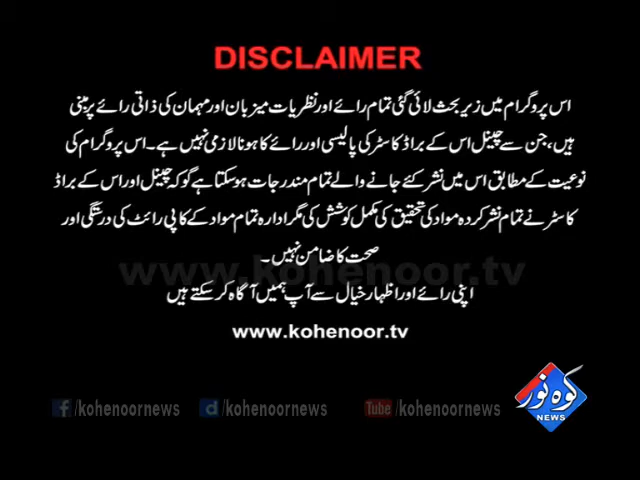 DISCLAIMER
اس پروگرام میں زیر بحث لائی گئی تمام رائے اور نظریات میزبان اور مہمان کی ذاتی رائے پر مبنی
ہیں، جن سے چینل اس کے براڈ کاسٹر کی پالیسی اور رائے کا ہونا لازمی نہیں ہے۔ اس پروگرام کی
نوعیت کے مطابق اس میں نشر کئے جانے والے تمام مندرجات ہو سکتا ہے گو کہ چینل اور اس کے براڈ
کاسٹر نے تمام نشر کردہ مواد کی تحقیق کی مکمل کوشش کی مگر ادارہ تمام مواد کے کاپی رائٹ کی درستگی اور
صحت کا ضامن نہیں۔
www.kohenoor.tv
اپنی رائے اور اظہار خیال سے آپ ہمیں آگاہ کر سکتے ہیں
www.kohenoor.tv
f /kohenoornews
d /kohenoornews
Tube /kohenoornews
کوہ نور
NEWS